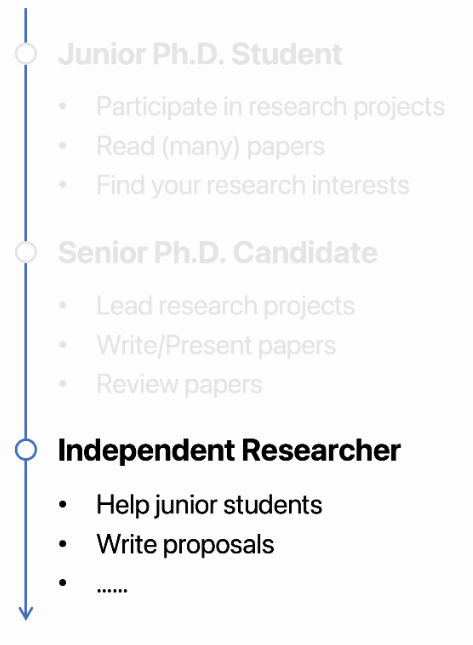 Junior Ph.D. Student
• Participate in research projects
• Read (many) papers
• Find your research interests
Senior Ph.D. Candidate
• Lead research projects
• Write/Present papers
• Review papers
Independent Researcher
• Help junior students
• Write proposals
• ......